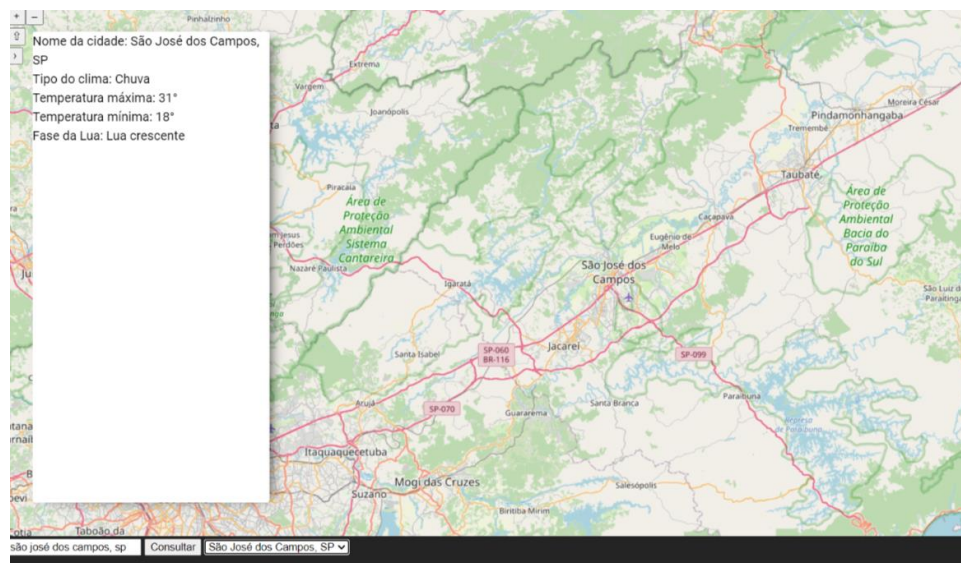 Pinhalzinho
+
–
⇧
›
Nome da cidade: São José dos Campos,
SP
Tipo do clima: Chuva
Temperatura máxima: 31°
Temperatura mínima: 18°
Fase da Lua: Lua crescente
Extrema
Vargem
Joanópolis
Moreira César
Pindamonhangaba
Tremembé
Taubaté
Piracaia
Área de
Proteção
Ambiental
Sistema
Cantareira
Área de
Proteção
Ambiental
Bacia do
Paraíba
do Sul
Caçapava
Eugênio de
Melo
Perdões
Nazaré Paulista
São José dos
Campos
Igaratá
São Luiz d
Paraiting
Santa Isabel
SP-060
BR-116
Jacareí
SP-099
Arujá
SP-070
Guararema
Santa Branca
Paraibuna
Represa
de Paraibuna
Itaquaquecetuba
Mogi das Cruzes
Suzano
Salesópolis
Biritiba Mirim
Taboão da
são josé dos campos, sp
Consultar
São José dos Campos, SP